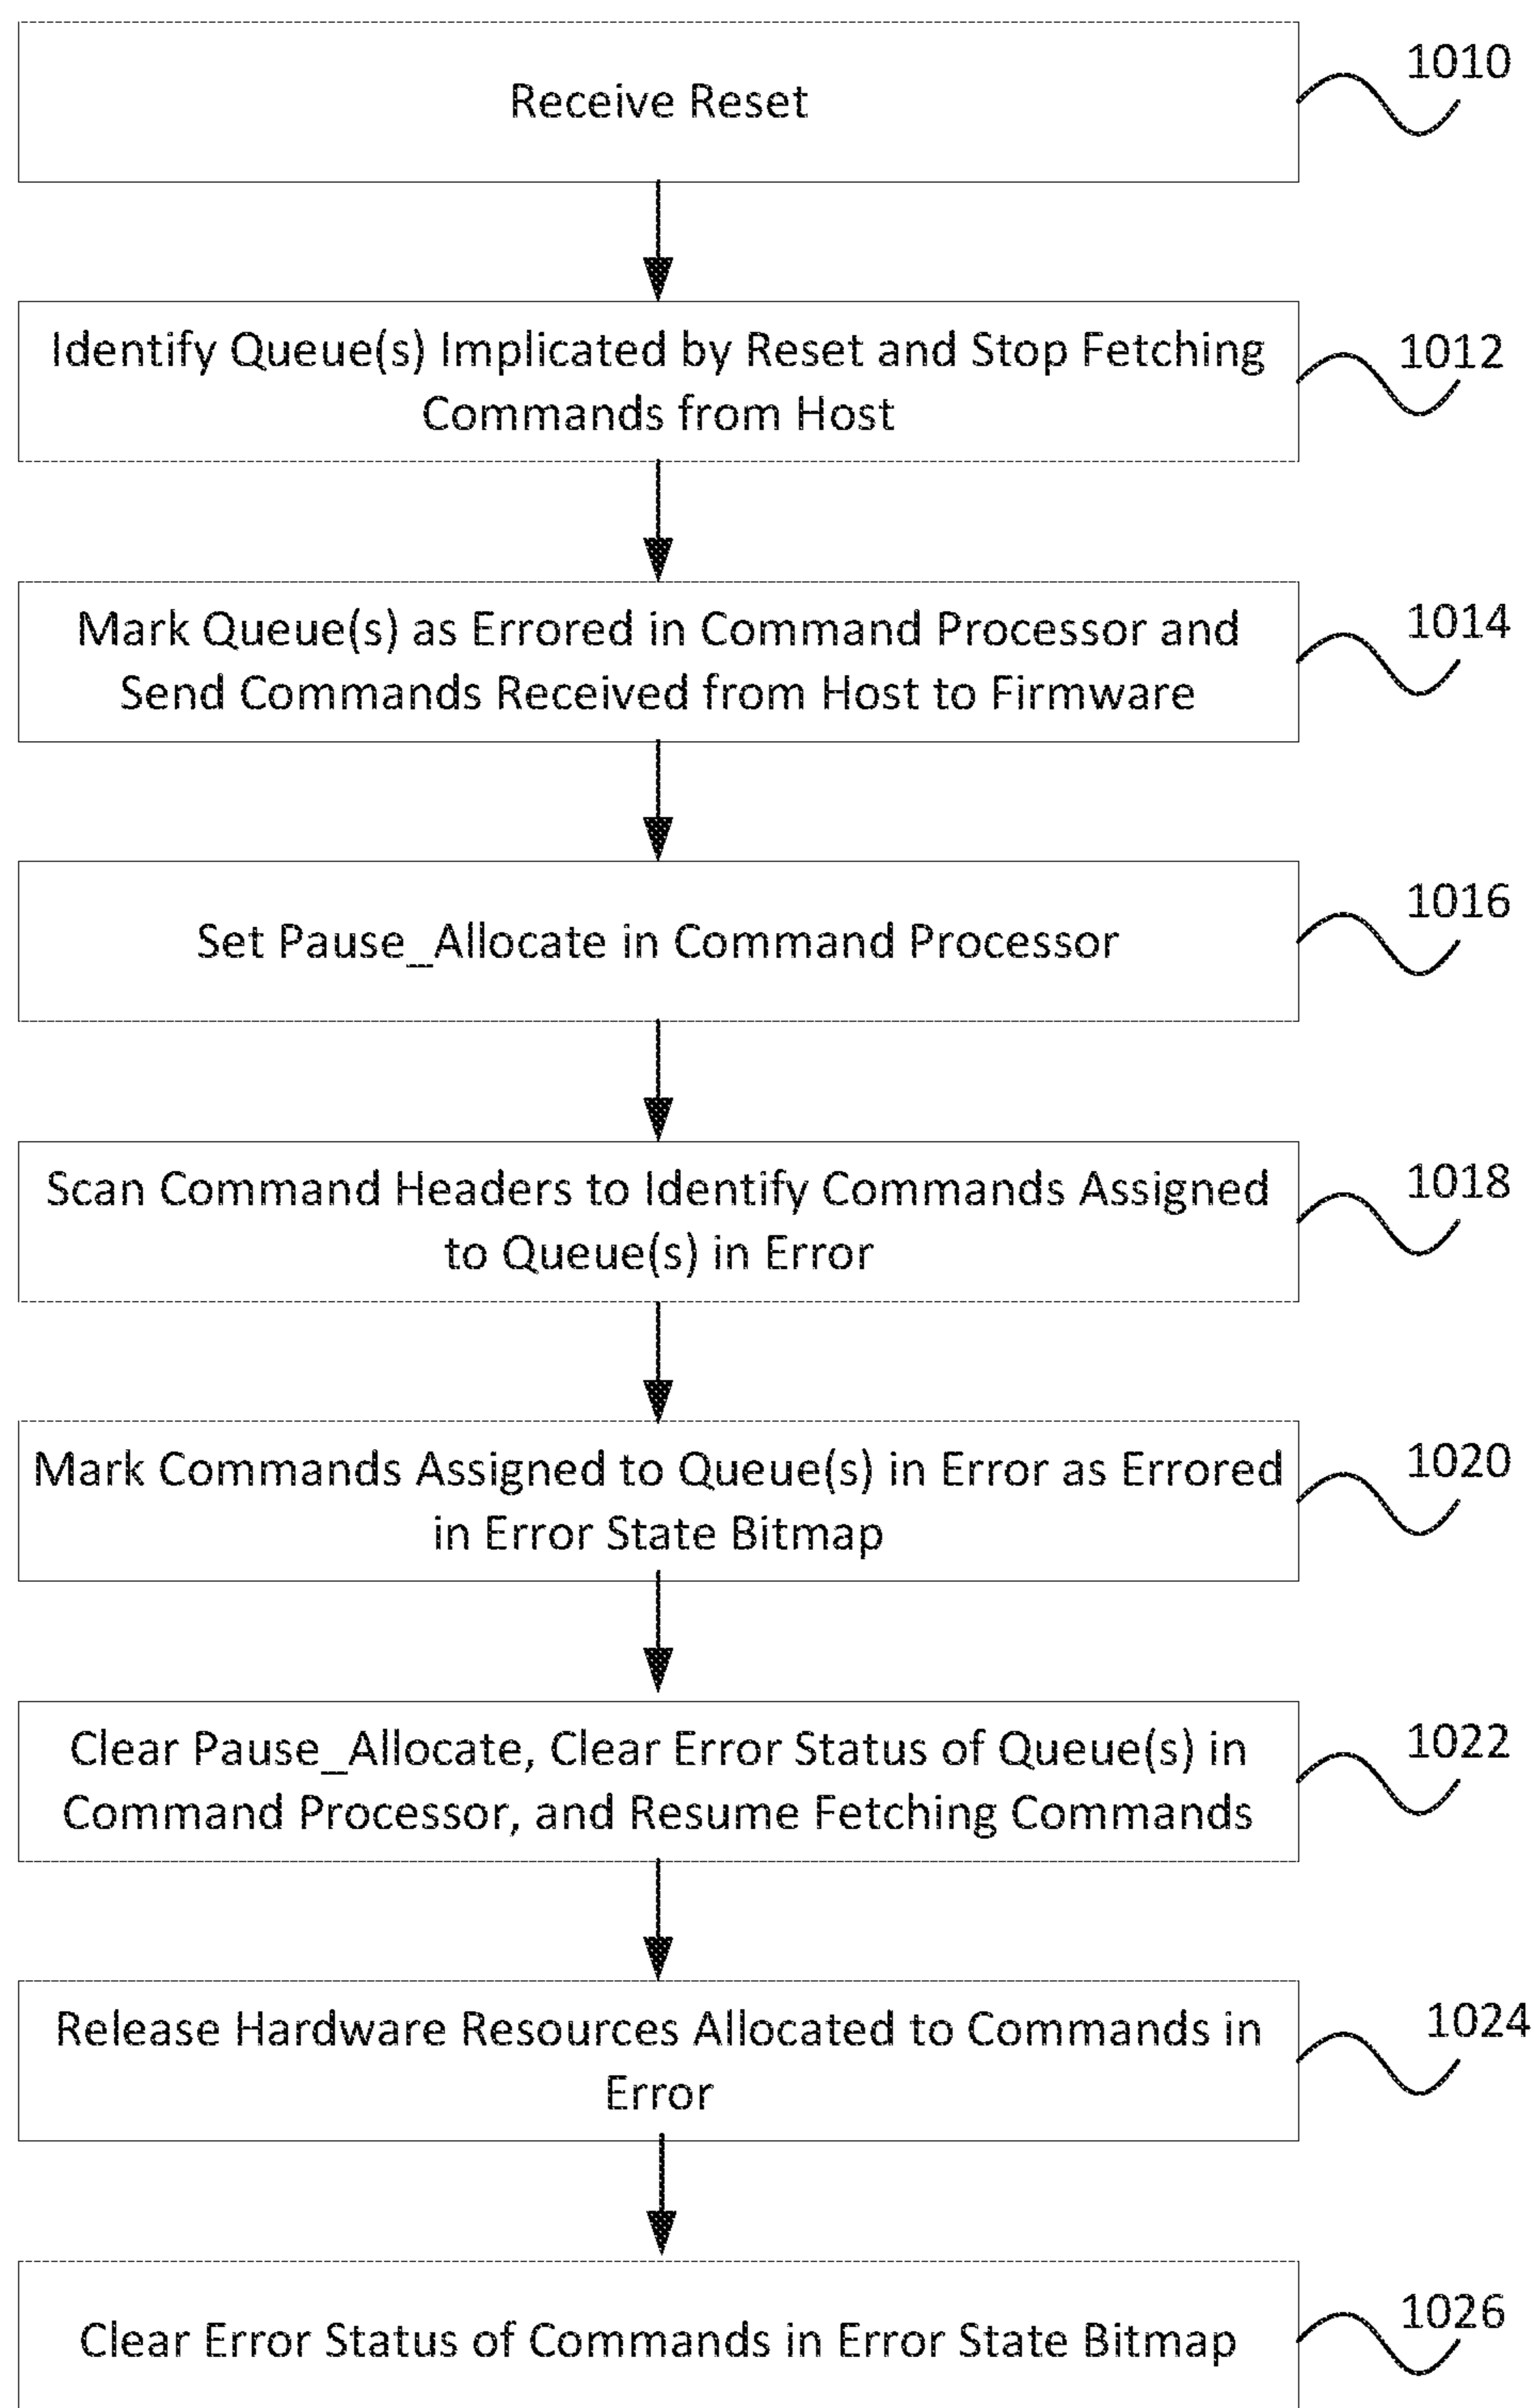 Receive Reset
1010
Identify Queue(s) Implicated by Reset and Stop Fetching
Commands from Host
1012
Mark Queue(s) as Errored in Command Processor and
Send Commands Received from Host to Firmware
1014
Set Pause_Allocate in Command Processor
1016
Scan Command Headers to Identify Commands Assigned
to Queue(s) in Error
1018
Mark Commands Assigned to Queue(s) in Error as Errored
in Error State Bitmap
1020
Clear Pause_Allocate, Clear Error Status of Queue(s) in
Command Processor, and Resume Fetching Commands
1022
Release Hardware Resources Allocated to Commands in
Error
1024
Clear Error Status of Commands in Error State Bitmap
1026